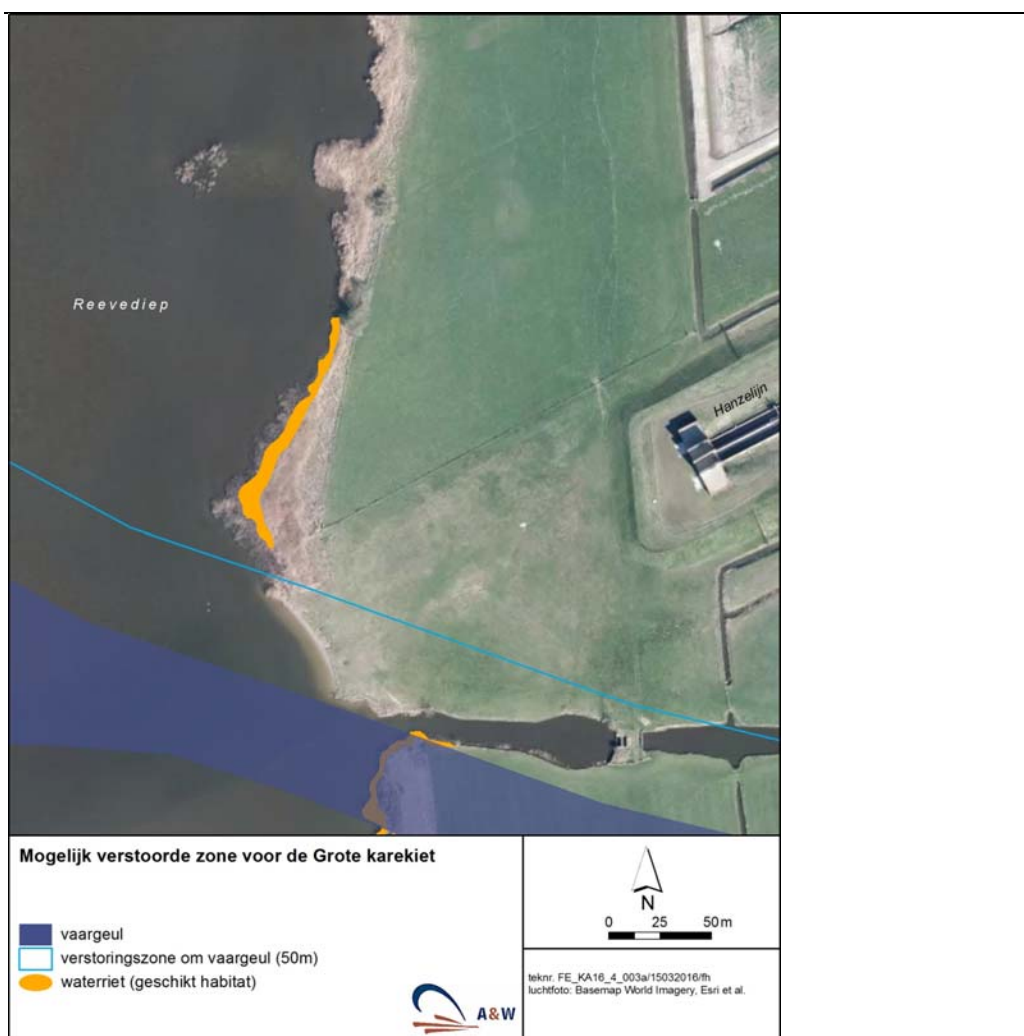 Reevediep
Hanzelijn
Mogelijk verstoorde zone voor de Grote karekiet
vaargeul
verstoringszone om vaargeul (50m)
waterriet (geschikt habitat)
N
0 25 50m
teknr. FE_KA16_4_003a/15032016/fh
luchtfoto: Basemap World Imagery, Esri et al.
A&W